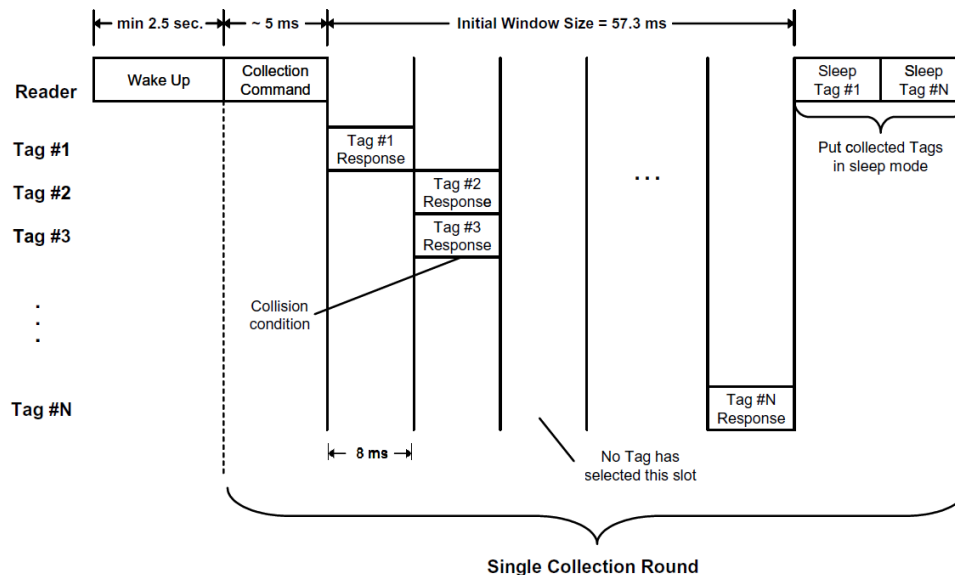 min 2.5 sec.
~ 5 ms
Initial Window Size = 57.3 ms
Reader
Wake Up
Collection
Command
Sleep
Tag #1
Sleep
Tag #N
Tag #1
Tag #1
Response
Put collected Tags
in sleep mode
Tag #2
Tag #2
Response
. . .
Tag #3
Tag #3
Response
Collision
condition
.
.
.
Tag #N
Tag #N
Response
8 ms
No Tag has
selected this slot
Single Collection Round